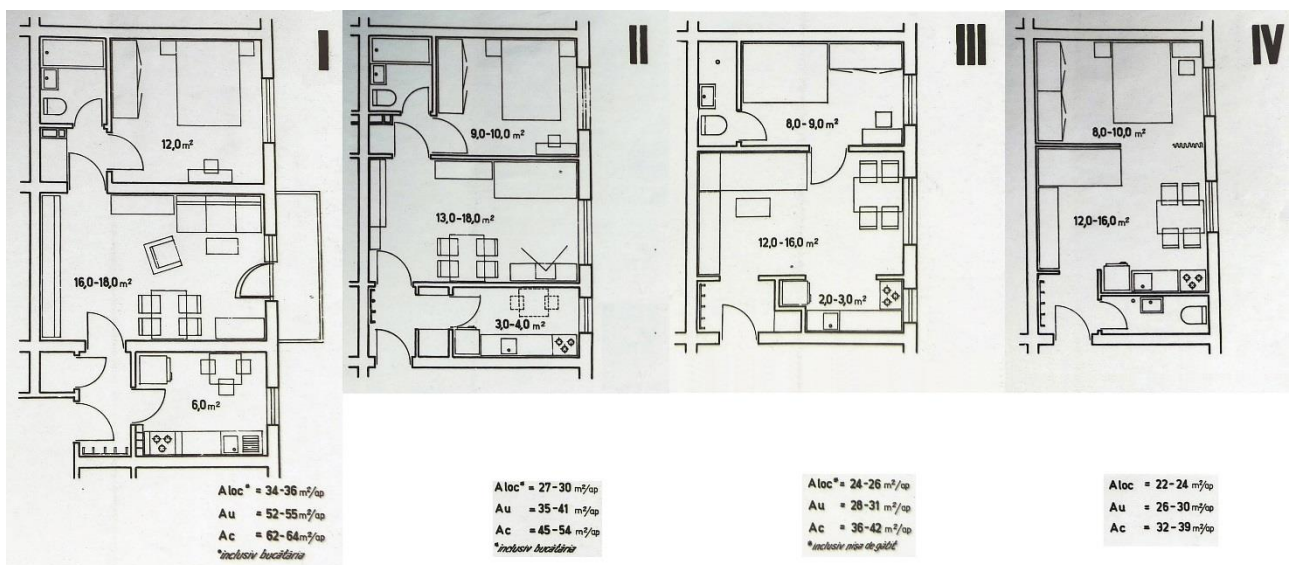 I
12,0 m²
16,0-18,0 m²
6,0 m²
Aloc* = 34-36 m²/ap
Au = 52-55 m²/ap
Ac = 62-64 m²/ap
*inclusiv bucătăria
II
9,0-10,0 m²
13,0-18,0 m²
3,0-4,0 m²
Aloc* = 27-30 m²/ap
Au = 35-41 m²/ap
Ac = 45-54 m²/ap
*inclusiv bucătăria
III
8,0-9,0 m²
12,0-16,0 m²
2,0-3,0 m²
Aloc* = 24-26 m²/ap
Au = 28-31 m²/ap
Ac = 36-42 m²/ap
*inclusiv nișa de gătit
IV
8,0-10,0 m²
12,0-16,0 m²
Aloc = 22-24 m²/ap
Au = 26-30 m²/ap
Ac = 32-39 m²/ap